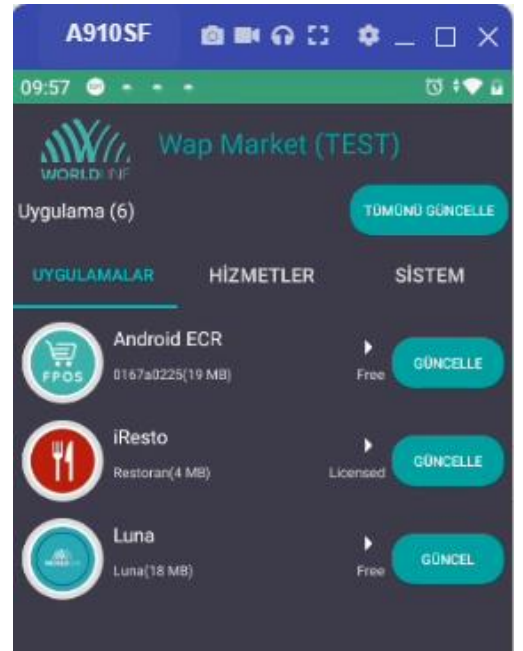 A910SF
09:57
WORLDLINE
Wap Market (TEST)
Uygulama (6)
TÜMÜNÜ GÜNCELLE
UYGULAMALAR HİZMETLER SİSTEM
Android ECR
FPOS
0167a0225(19 MB)
Free
GÜNCELLE
iResto
Restoran(4 MB)
Licensed
GÜNCELLE
Luna
Luna(18 MB)
Free
GÜNCEL